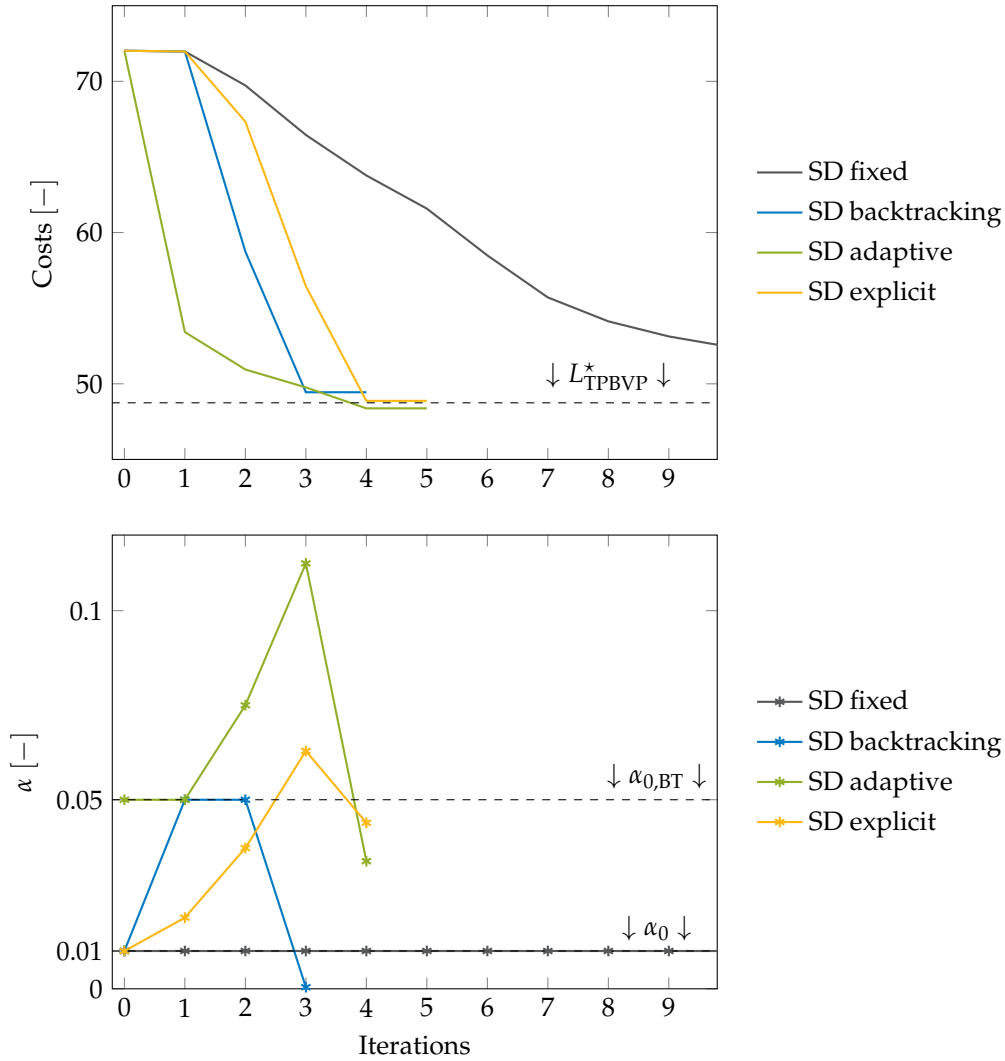 70
60
50
Costs [−]
↓ L⋆TPBVP ↓
0 1 2 3 4 5 6 7 8 9
SD fixed
SD backtracking
SD adaptive
SD explicit
0.1
0.05
0.01
0
α [−]
↓ α0,BT ↓
↓ α0 ↓
0 1 2 3 4 5 6 7 8 9
Iterations
SD fixed
SD backtracking
SD adaptive
SD explicit